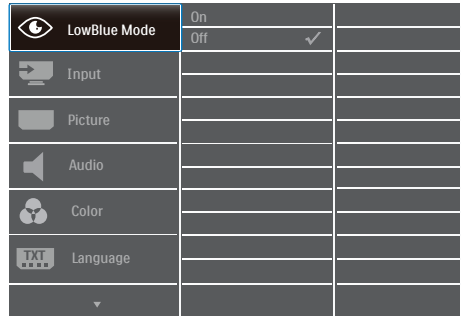 LowBlue Mode
On
Off
Input
Picture
Audio
Color
TXT
Language